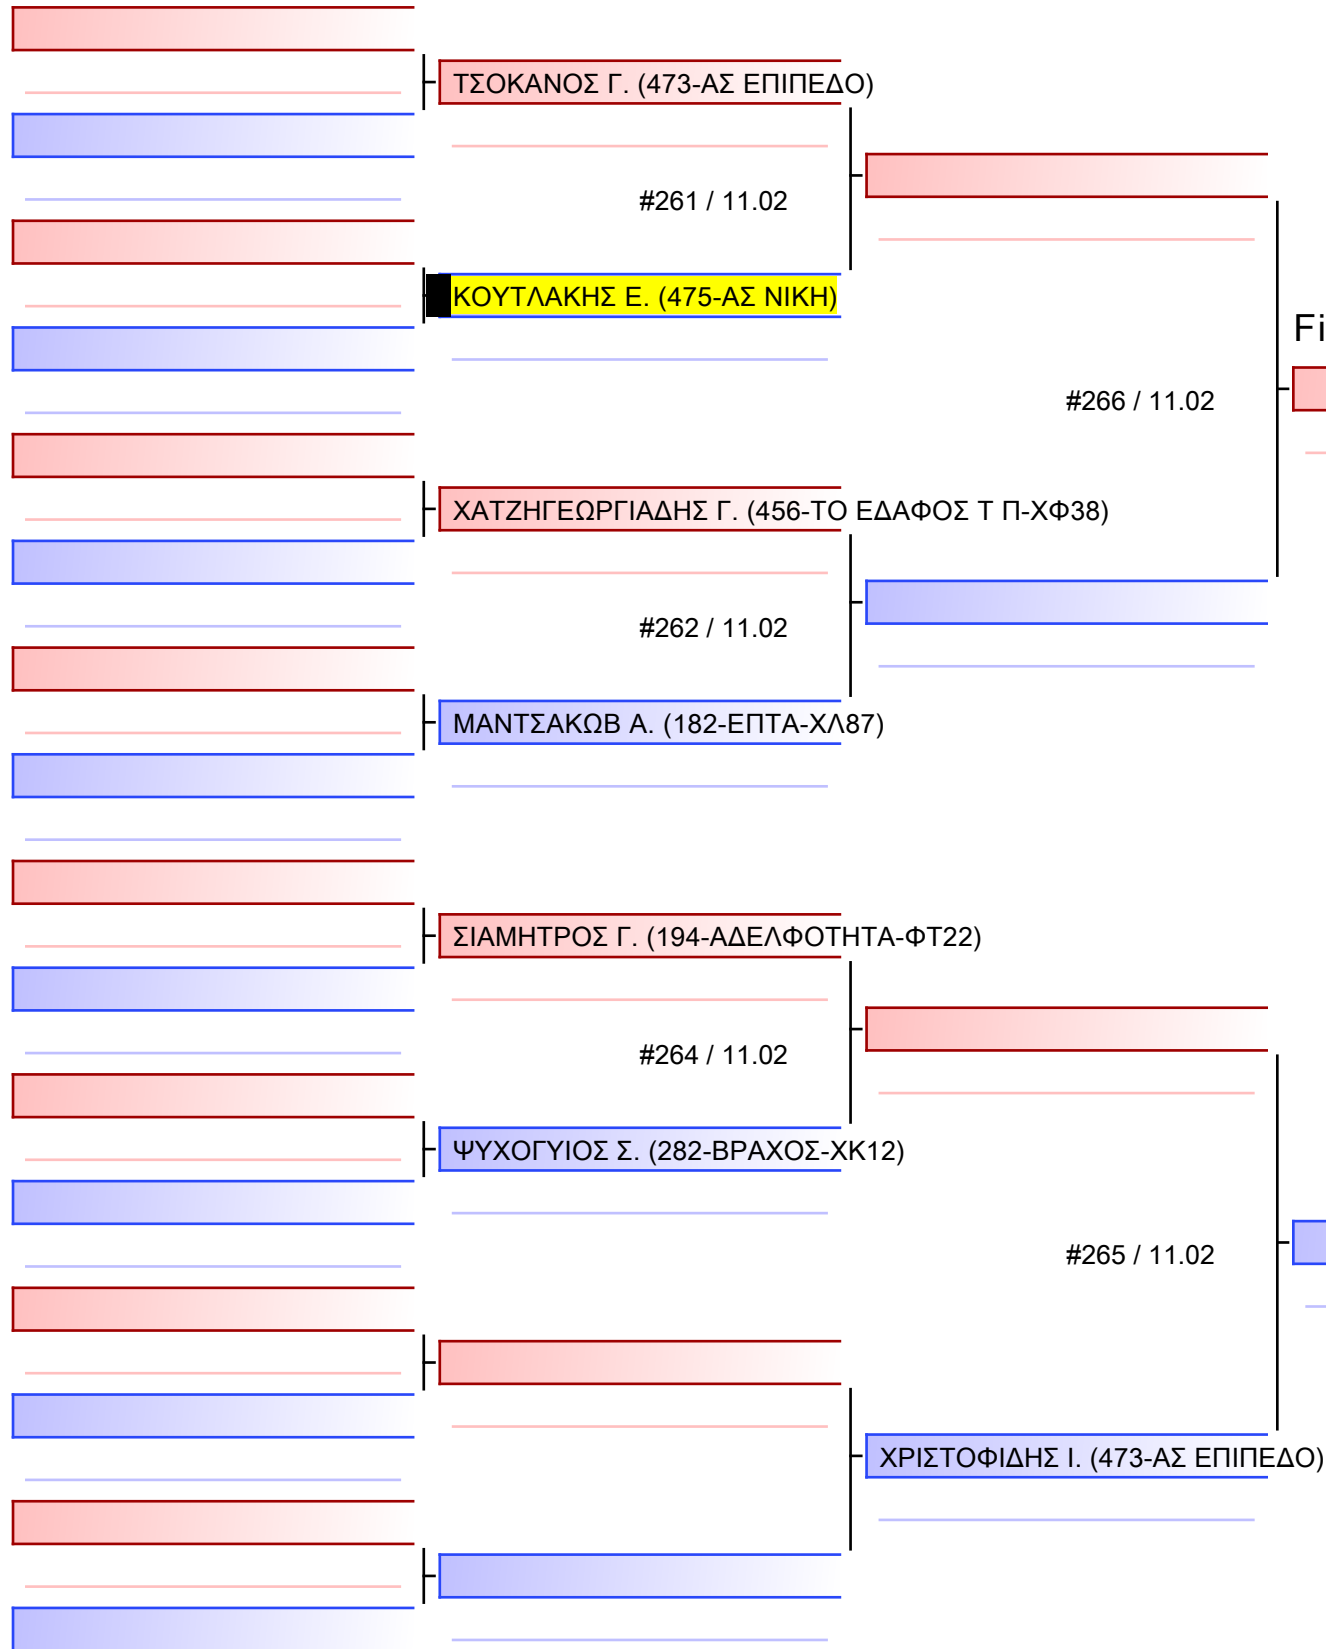 ΤΣΟΚΑΝΟΣ Γ. (473-ΑΣ ΕΠΙΠΕΔΟ)
#261 / 11.02
ΚΟΥΤΛΑΚΗΣ Ε. (475-ΑΣ ΝΙΚΗ)
Fi
#266 / 11.02
ΧΑΤΖΗΓΕΩΡΓΙΑΔΗΣ Γ. (456-ΤΟ ΕΔΑΦΟΣ Τ Π-ΧΦ38)
#262 / 11.02
ΜΑΝΤΣΑΚΩΒ Α. (182-ΕΠΤΑ-ΧΛ87)
ΣΙΑΜΗΤΡΟΣ Γ. (194-ΑΔΕΛΦΟΤΗΤΑ-ΦΤ22)
#264 / 11.02
ΨΥΧΟΓΥΙΟΣ Σ. (282-ΒΡΑΧΟΣ-ΧΚ12)
#265 / 11.02
ΧΡΙΣΤΟΦΙΔΗΣ Ι. (473-ΑΣ ΕΠΙΠΕΔΟ)